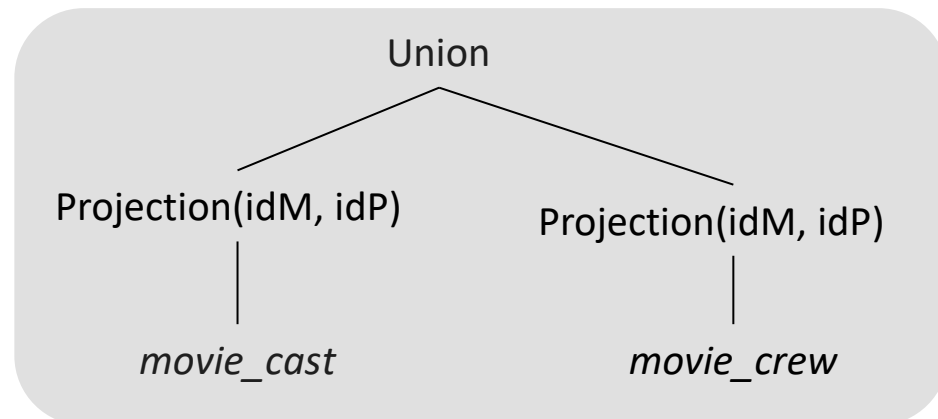 Union
Projection(idM, idP)
Projection(idM, idP)
movie_cast
movie_crew